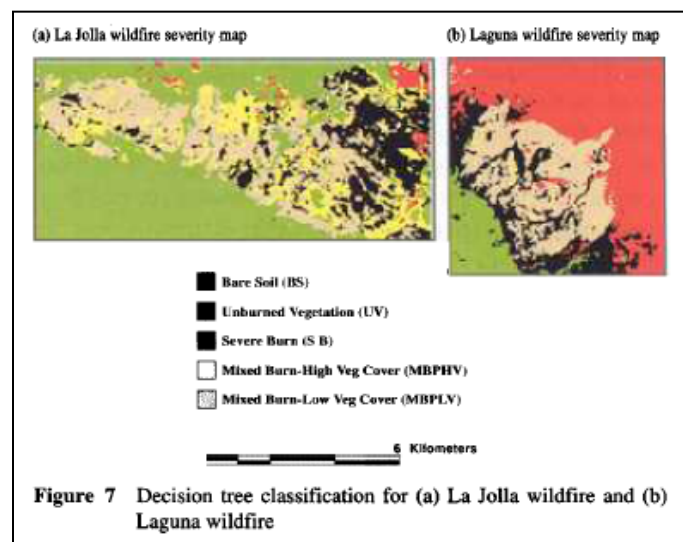 (a) La Jolla wildfire severity map
(b) Laguna wildfire severity map
Bare Soil (BS)
Unburned Vegetation (UV)
Severe Burn (S B)
Mixed Burn-High Veg Cover (MBPHV)
Mixed Burn-Low Veg Cover (MBPLV)
6 Kilometers
Figure 7 Decision tree classification for (a) La Jolla wildfire and (b)
Laguna wildfire